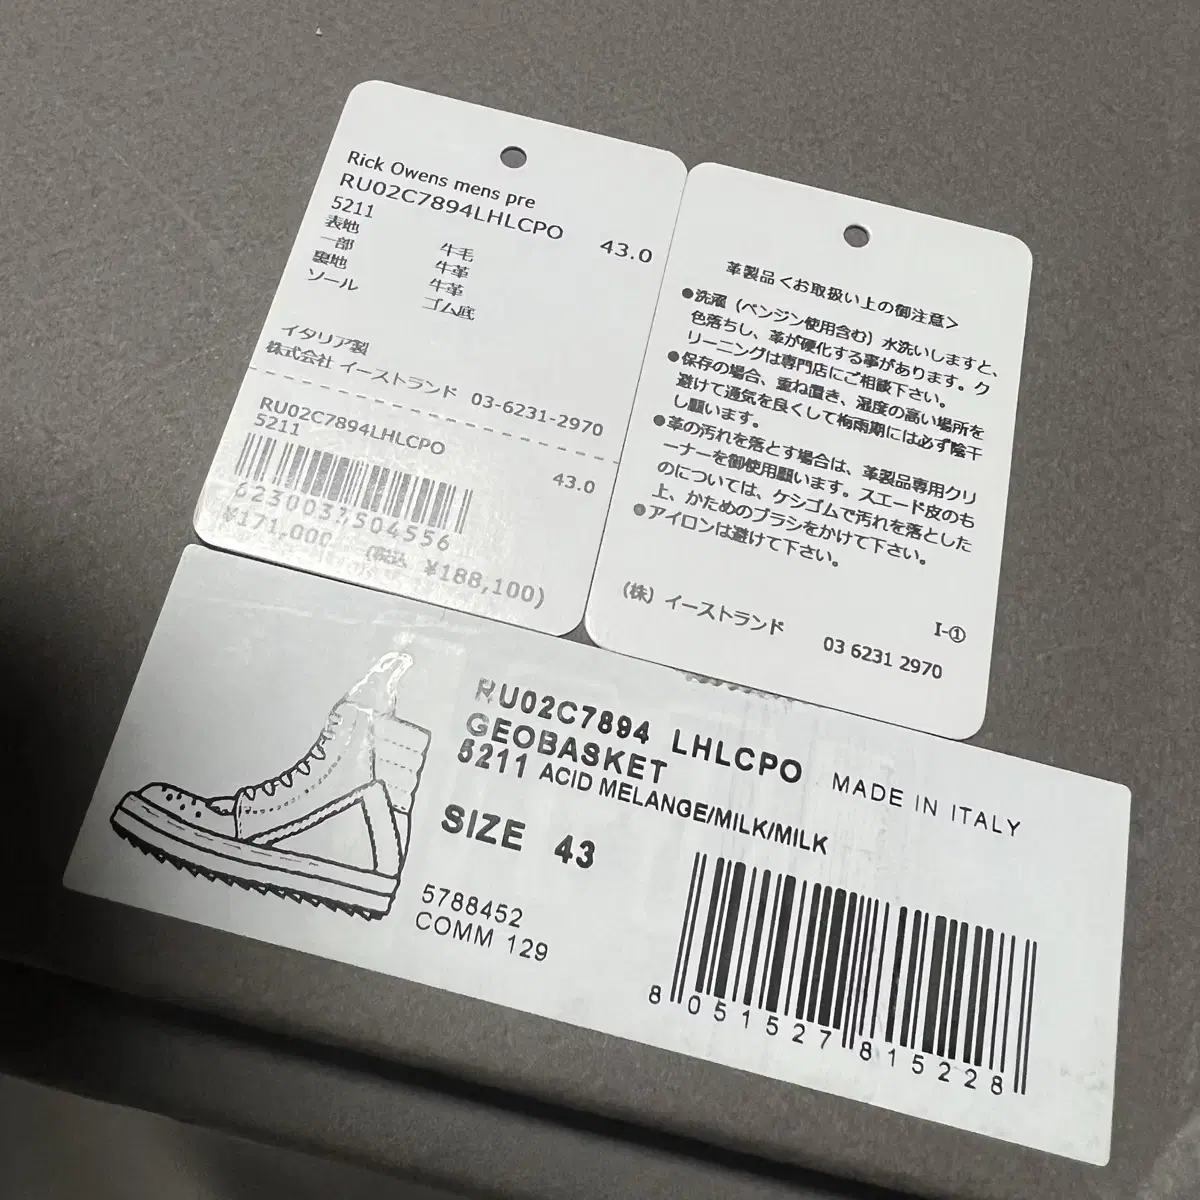 Rick Owens mens pre
RU02C7894LHLCPO
5211 43.0
表地 牛毛
一部 牛革
裏地 牛革
ソール ゴム底
イタリア製
株式会社 イーストランド 03-6231-2970
RU02C7894LHLCPO
5211 43.0
623003 504556
¥171,000 (税込 ¥188,100)
革製品<お取扱い上の御注意>
●洗濯(ベンジン使用含む)水洗いしますと、
色落ちし、革が硬化する事があります。ク
リーニングは専門店にご相談下さい。
●保存の場合、重ね置き、湿度の高い場所を
避けて通気を良くして梅雨期には必ず陰干
し願います。
●革の汚れを落とす場合は、革製品専用クリ
ーナーを御使用願います。スエード皮のも
のについては、ケシゴムで汚れを落とした
上、かためのブラシをかけて下さい。
●アイロンは避けて下さい。
I-①
(株)イーストランド 03 6231 2970
RU02C7894 LHLCPO MADE IN ITALY
GEOBASKET
5211 ACID MELANGE/MILK/MILK
SIZE 43
5788452
COMM 129
8 051527 815228